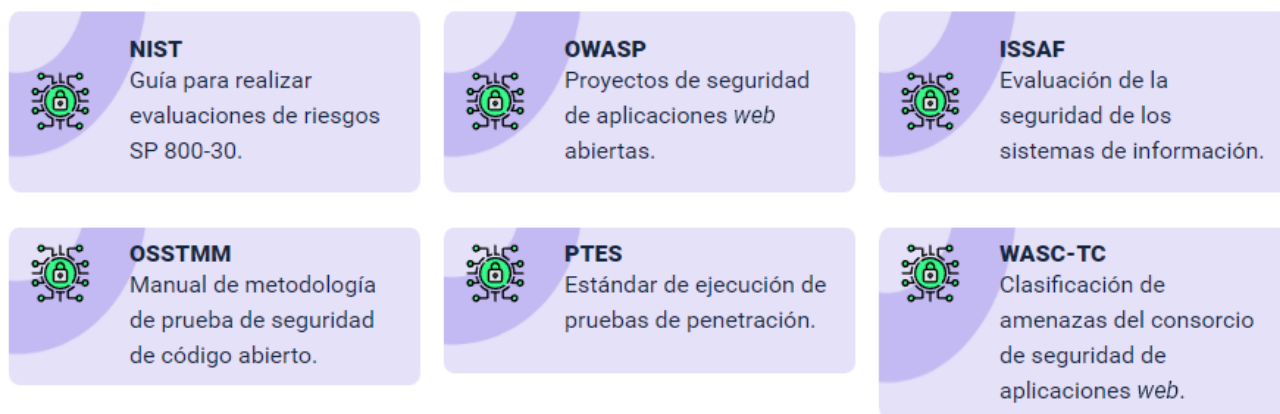 NIST
Guía para realizar
evaluaciones de riesgos
SP 800-30.
OWASP
Proyectos de seguridad
de aplicaciones web
abiertas.
ISSAF
Evaluación de la
seguridad de los
sistemas de información.
OSSTMM
Manual de metodología
de prueba de seguridad
de código abierto.
PTES
Estándar de ejecución de
pruebas de penetración.
WASC-TC
Clasificación de
amenazas del consorcio
de seguridad de
aplicaciones web.